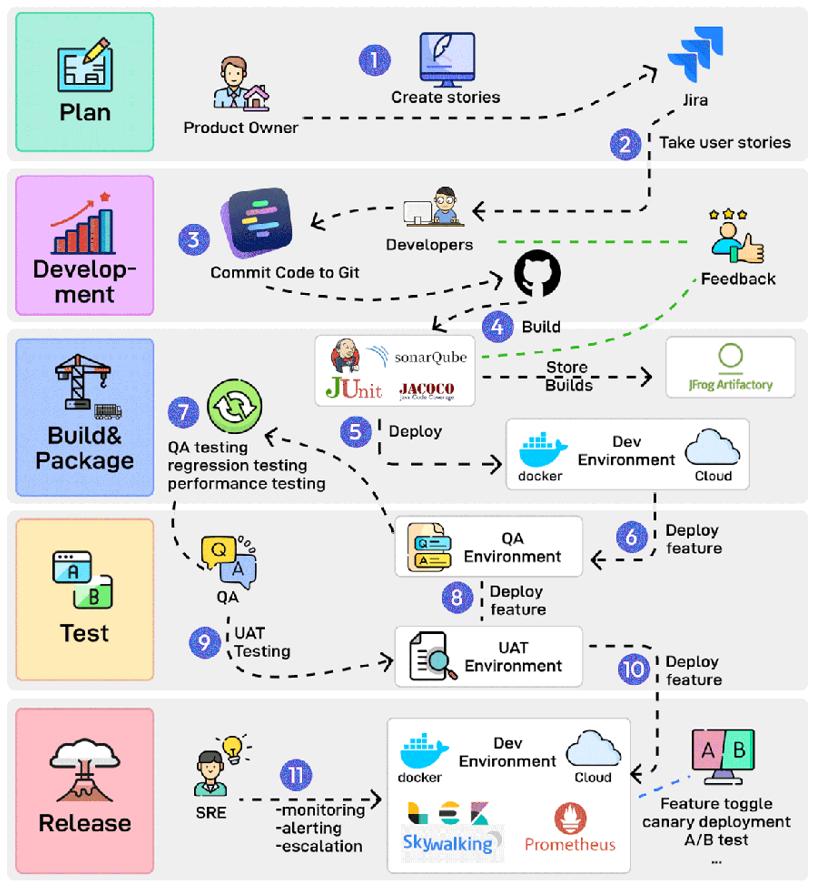 Plan
Product Owner
1
Create stories
Jira
2
Take user stories
Develop-
ment
3
Commit Code to Git
Developers
Feedback
4
Build
Build&
Package
sonarQube
JUnit
JACOCO
Java Code Coverage
Store
Builds
JFrog Artifactory
5
Deploy
docker
Dev
Environment
Cloud
7
QA testing
regression testing
performance testing
Test
A
B
Q
A
QA
Q
A
QA
Environment
6
Deploy
feature
8
Deploy
feature
9
UAT
Testing
UAT
Environment
10
Deploy
feature
Release
SRE
11
-monitoring
-alerting
-escalation
docker
Dev
Environment
Cloud
Skywalking
Prometheus
A
B
Feature toggle
canary deployment
A/B test
...